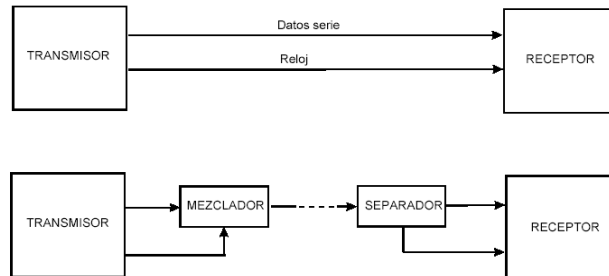 Datos serie
TRANSMISOR
Reloj
RECEPTOR
MEZCLADOR
SEPARADOR
TRANSMISOR
RECEPTOR